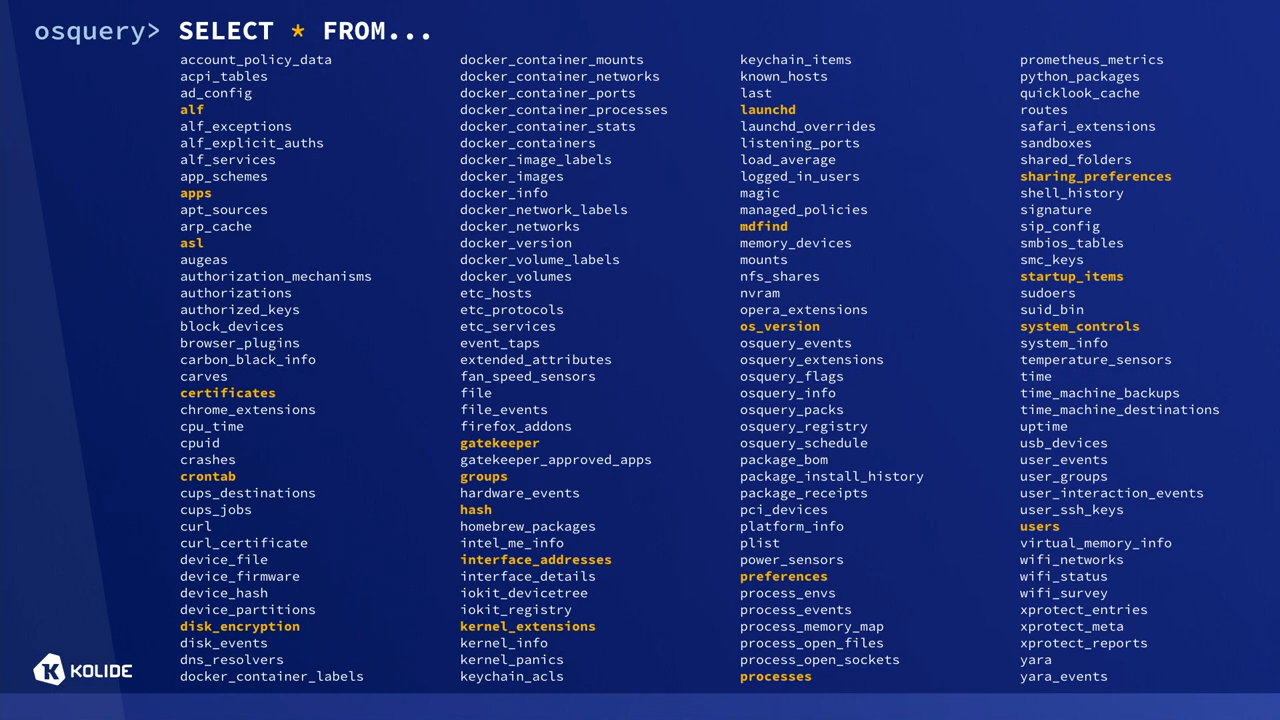 osquery> SELECT * FROM...
account_policy_data
acpi_tables
ad_config
alf
alf_exceptions
alf_explicit_auths
alf_services
app_schemes
apps
apt_sources
arp_cache
asl
augeas
authorization_mechanisms
authorizations
authorized_keys
block_devices
browser_plugins
carbon_black_info
carves
certificates
chrome_extensions
cpu_time
cpuid
crashes
crontab
cups_destinations
cups_jobs
curl
curl_certificate
device_file
device_firmware
device_hash
device_partitions
disk_encryption
disk_events
dns_resolvers
docker_container_labels
docker_container_mounts
docker_container_networks
docker_container_ports
docker_container_processes
docker_container_stats
docker_containers
docker_image_labels
docker_images
docker_info
docker_network_labels
docker_networks
docker_version
docker_volume_labels
docker_volumes
etc_hosts
etc_protocols
etc_services
event_taps
extended_attributes
fan_speed_sensors
file
file_events
firefox_addons
gatekeeper
gatekeeper_approved_apps
groups
hardware_events
hash
homebrew_packages
intel_me_info
interface_addresses
interface_details
iokit_devicetree
iokit_registry
kernel_extensions
kernel_info
kernel_panics
keychain_acls
keychain_items
known_hosts
last
launchd
launchd_overrides
listening_ports
load_average
logged_in_users
magic
managed_policies
mdfind
memory_devices
mounts
nfs_shares
nvram
opera_extensions
os_version
osquery_events
osquery_extensions
osquery_flags
osquery_info
osquery_packs
osquery_registry
osquery_schedule
package_bom
package_install_history
package_receipts
pci_devices
platform_info
plist
power_sensors
preferences
process_envs
process_events
process_memory_map
process_open_files
process_open_sockets
processes
prometheus_metrics
python_packages
quicklook_cache
routes
safari_extensions
sandboxes
shared_folders
sharing_preferences
shell_history
signature
sip_config
smbios_tables
smc_keys
startup_items
sudoers
suid_bin
system_controls
system_info
temperature_sensors
time
time_machine_backups
time_machine_destinations
uptime
usb_devices
user_events
user_groups
user_interaction_events
user_ssh_keys
users
virtual_memory_info
wifi_networks
wifi_status
wifi_survey
xprotect_entries
xprotect_meta
xprotect_reports
yara
yara_events
KOLIDE